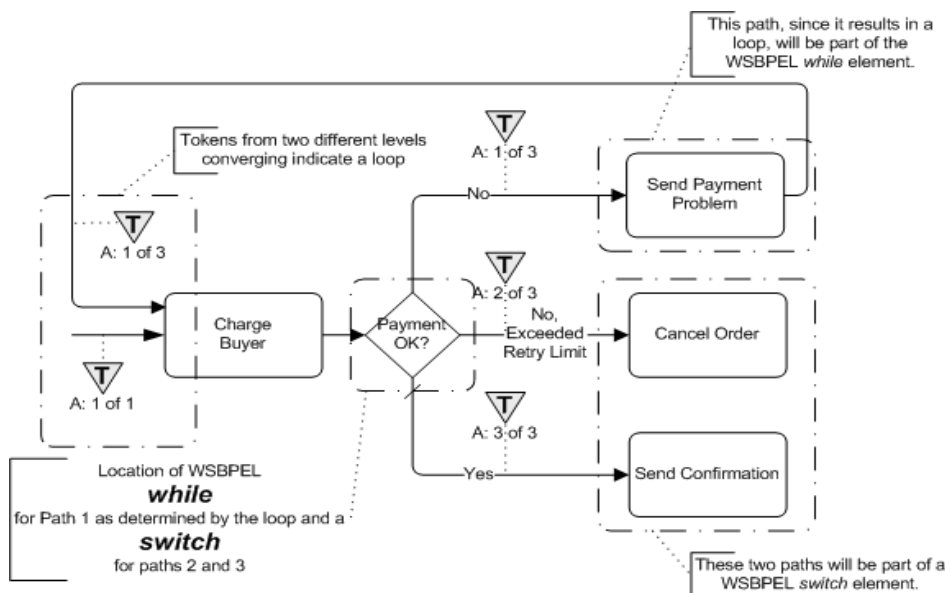 This path, since it results in a
loop, will be part of the
WSBPEL while element.
Tokens from two different levels
converging indicate a loop
T
A: 1 of 3
No
Send Payment
Problem
T
A: 1 of 3
T
A: 2 of 3
Charge
Buyer
Payment
OK?
No,
Exceeded
Retry Limit
Cancel Order
T
A: 1 of 1
T
A: 3 of 3
Yes
Send Confirmation
Location of WSBPEL
while
for Path 1 as determined by the loop and a
switch
for paths 2 and 3
These two paths will be part of a
WSBPEL switch element.